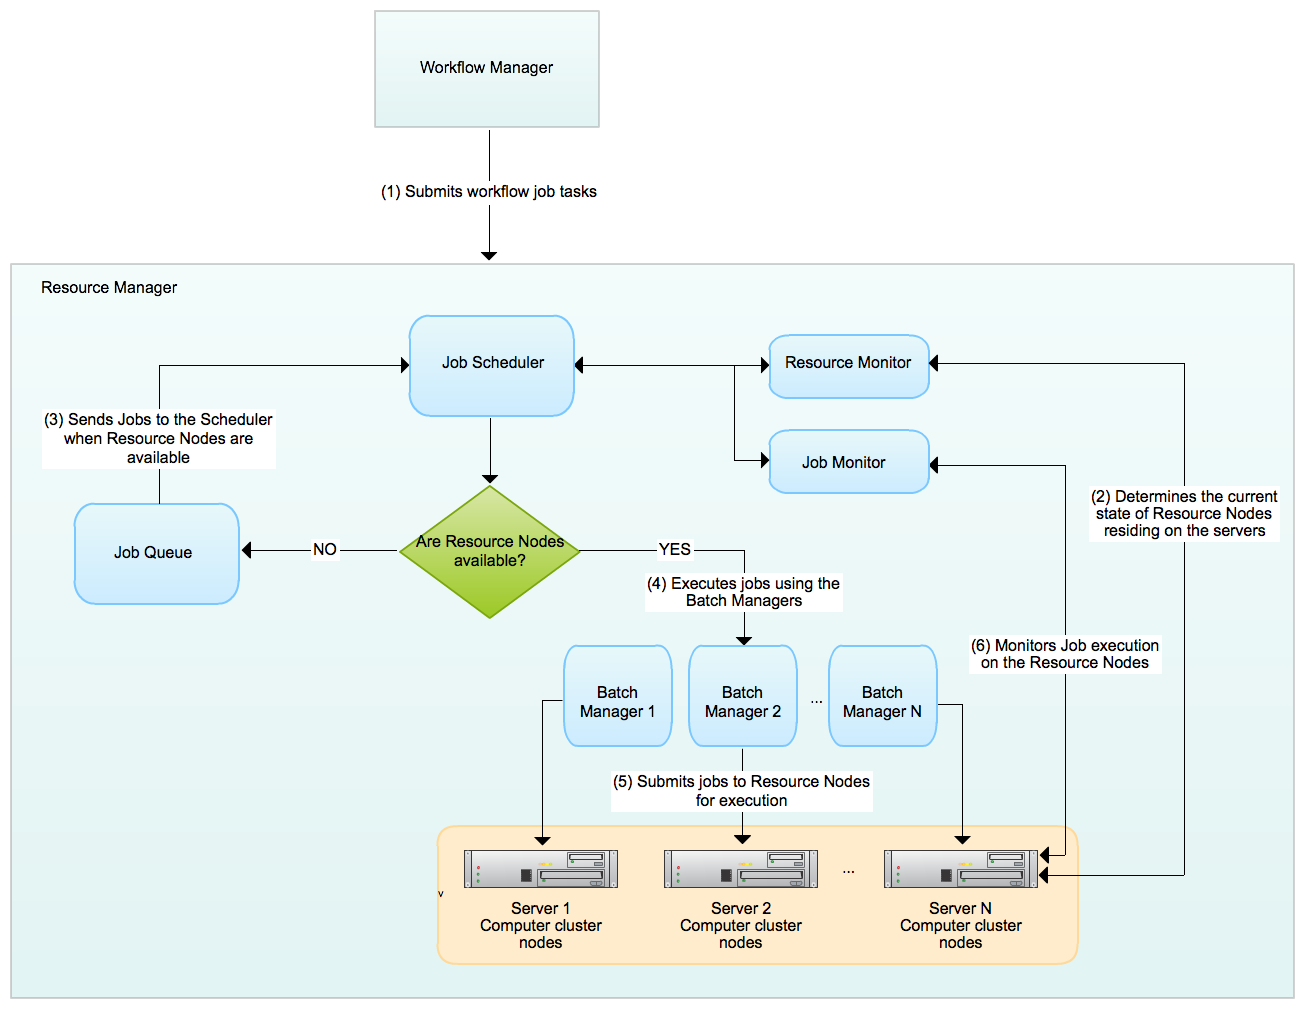 Workflow Manager
(1) Submits workflow job tasks
Resource Manager
Job Scheduler
Resource Monitor
(3) Sends Jobs to the Scheduler
when Resource Nodes are
available
Job Monitor
(2) Determines the current
state of Resource Nodes
residing on the servers
Job Queue
NO
Are Resource Nodes
available?
YES
(4) Executes jobs using the
Batch Managers
(6) Monitors Job execution
on the Resource Nodes
Batch
Manager 1
Batch
Manager 2
...
Batch
Manager N
(5) Submits jobs to Resource Nodes
for execution
...
v
Server 1
Computer cluster
nodes
Server 2
Computer cluster
nodes
Server N
Computer cluster
nodes